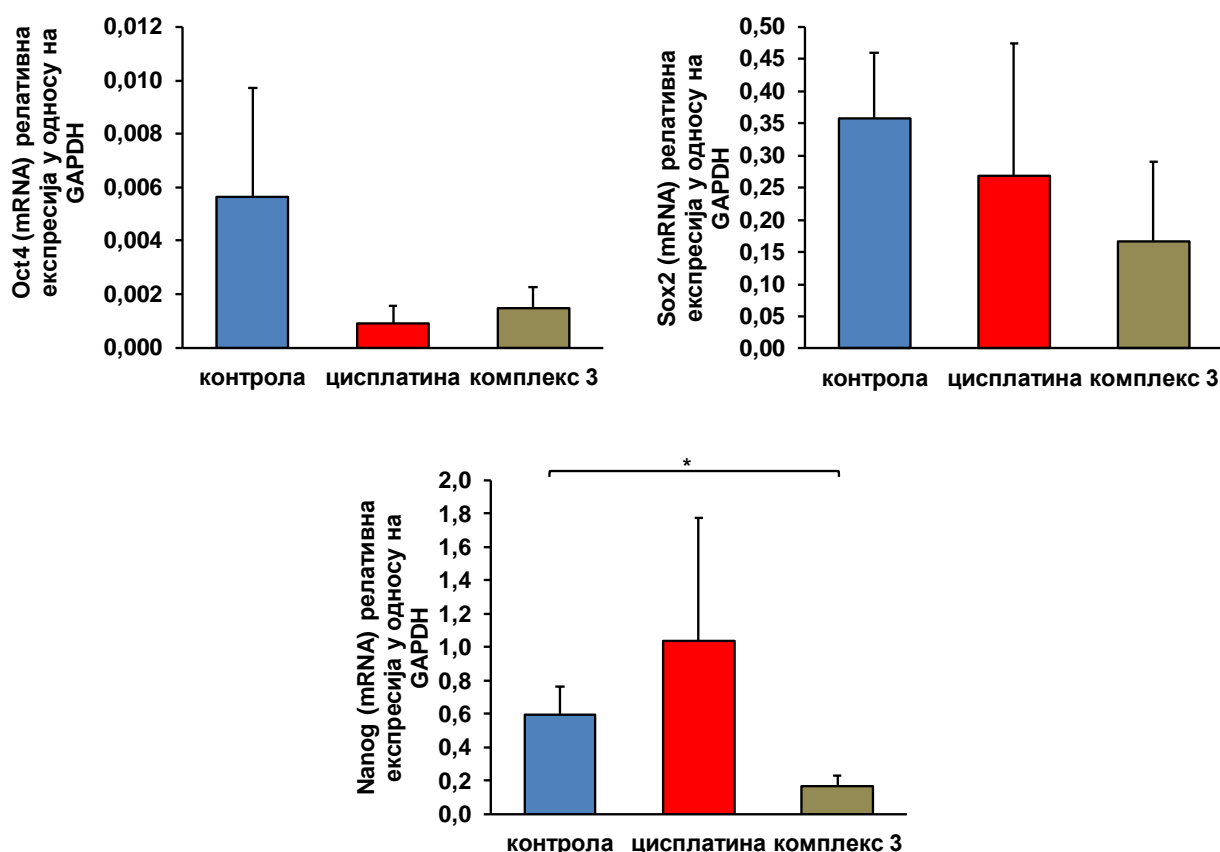 Oct4 (mRNA) релативна
експресија у односу на
GAPDH
0,012
0,010
0,008
0,006
0,004
0,002
0,000
контрола цисплатина комплекс 3
Sox2 (mRNA) релативна
експресија у односу на
GAPDH
0,50
0,45
0,40
0,35
0,30
0,25
0,20
0,15
0,10
0,05
0,00
контрола цисплатина комплекс 3
*
Nanog (mRNA) релативна
експресија у односу на
GAPDH
2,0
1,8
1,6
1,4
1,2
1,0
0,8
0,6
0,4
0,2
0,0
контрола цисплатина комплекс 3